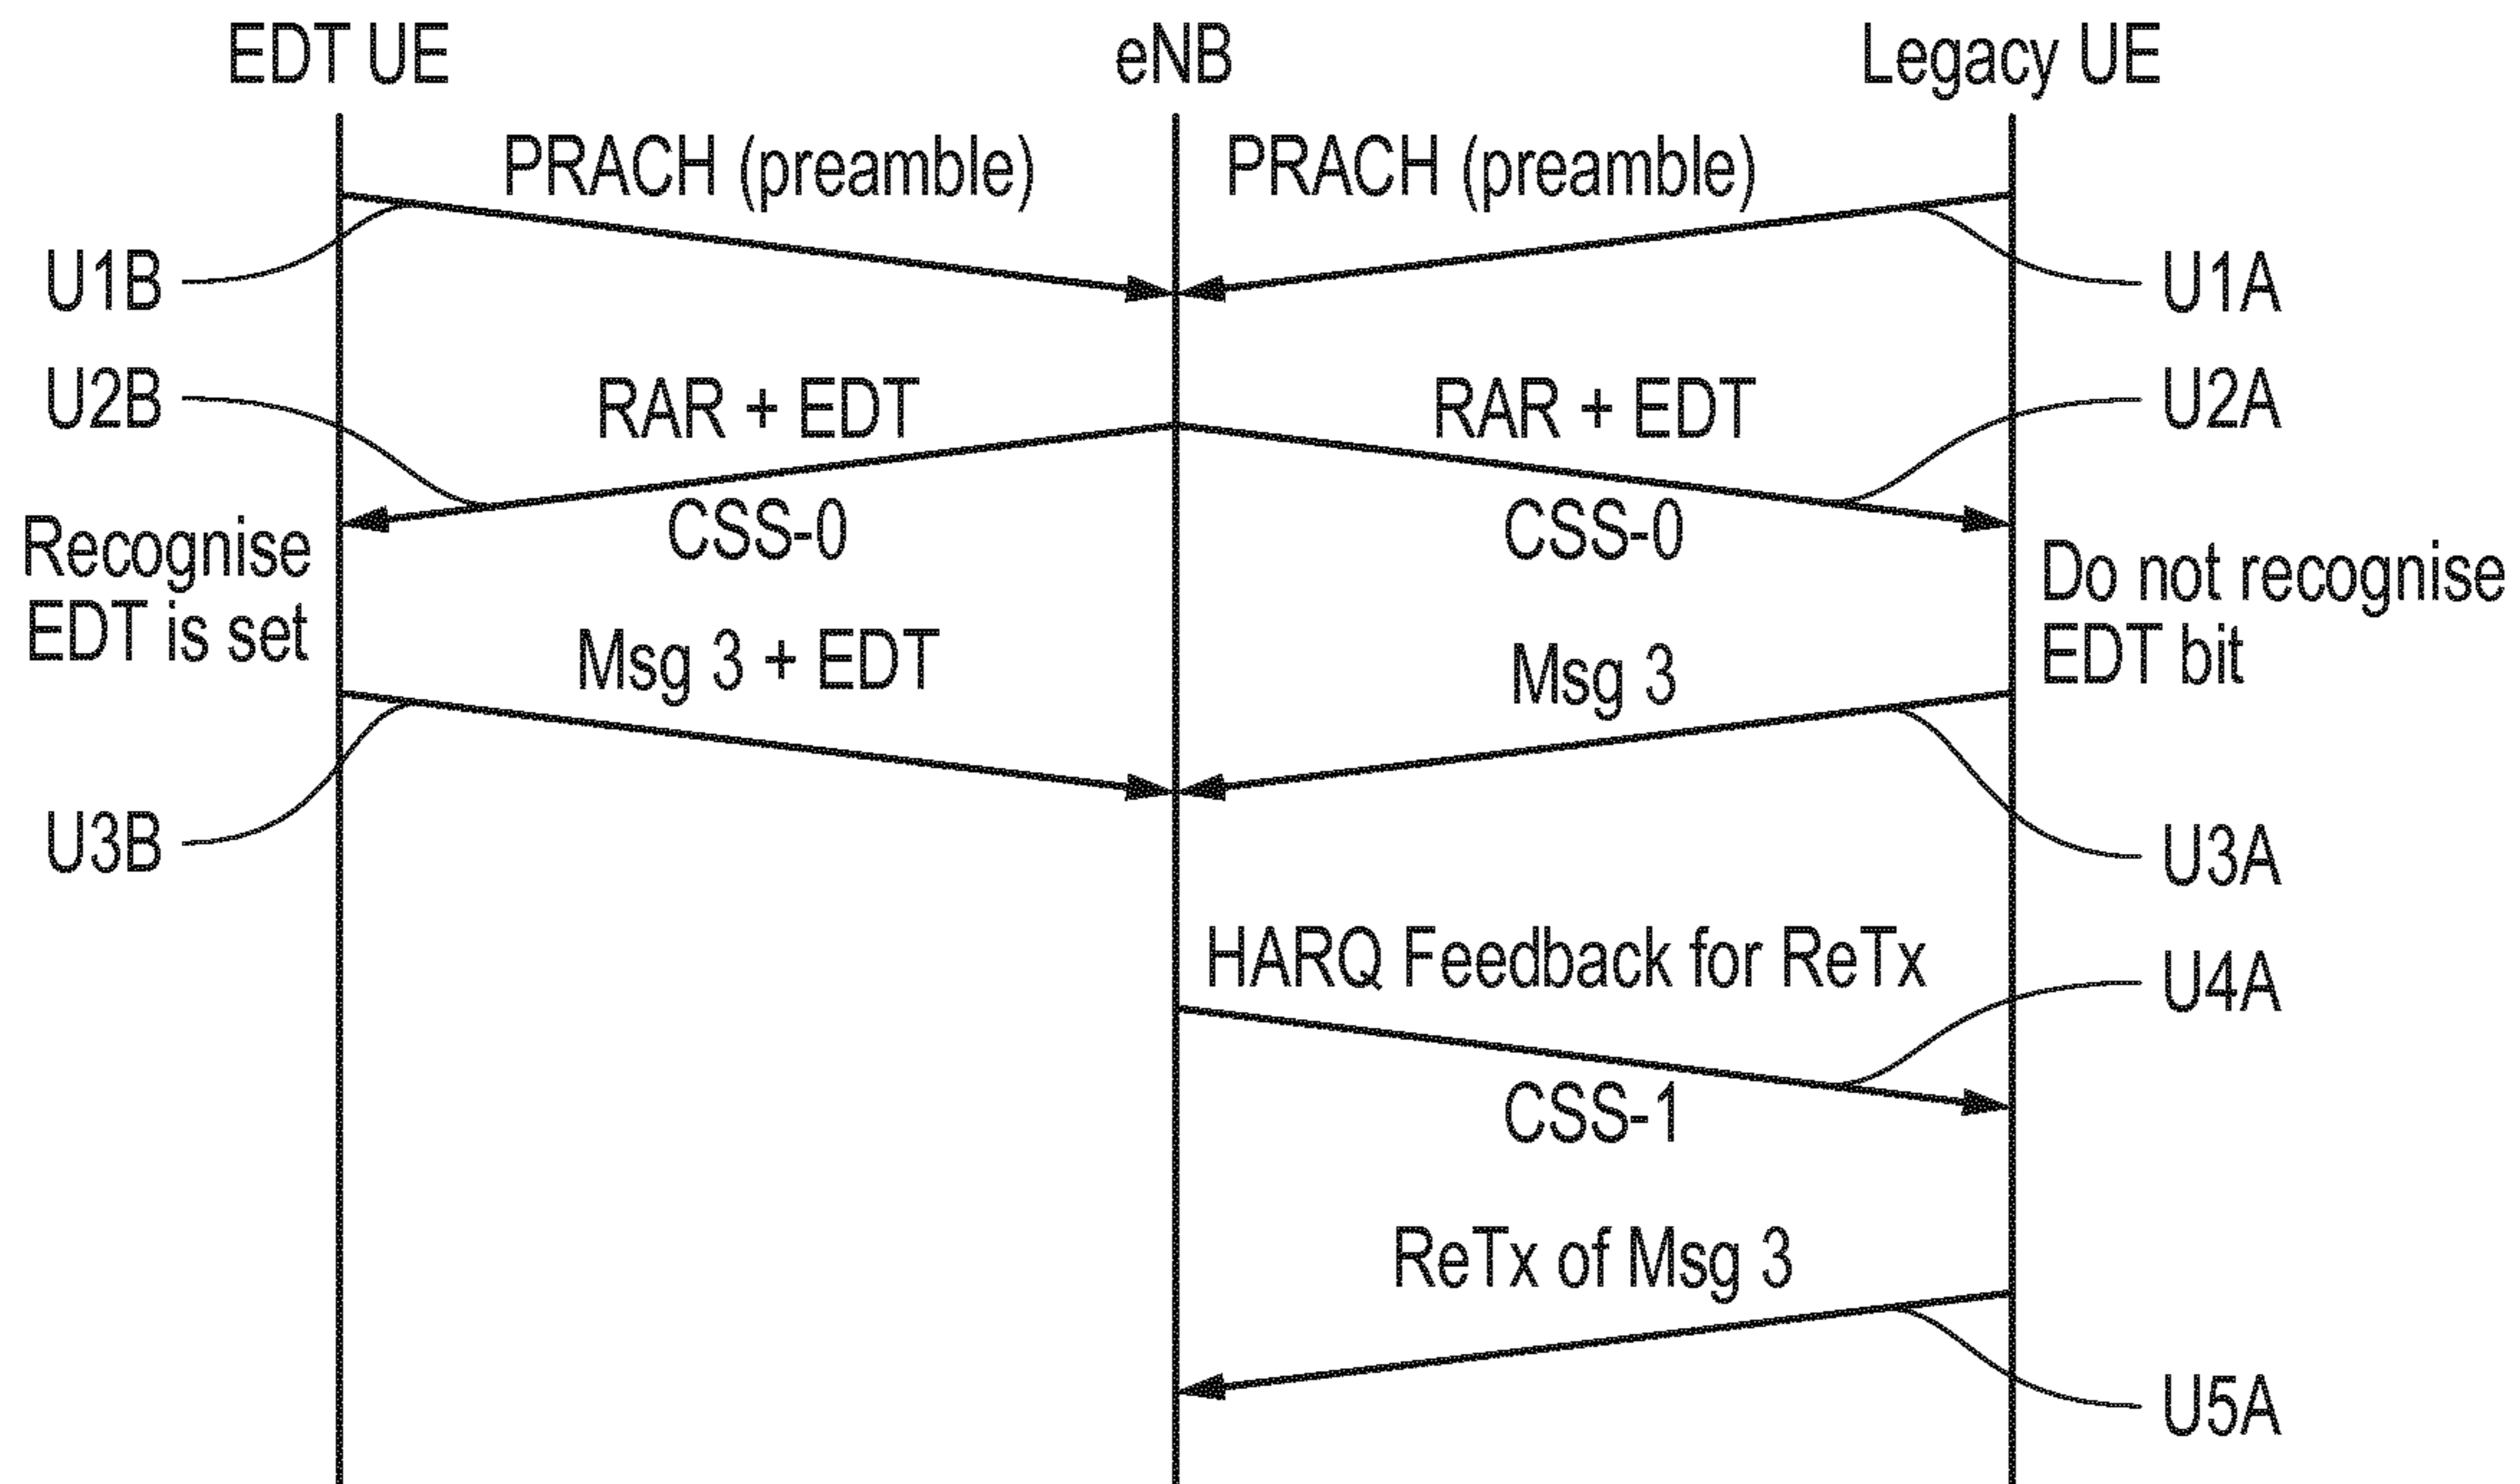 EDT UE
eNB
Legacy UE
PRACH (preamble)
PRACH (preamble)
U1B
U1A
U2B
RAR + EDT
RAR + EDT
U2A
CSS-0
CSS-0
Recognise
EDT is set
Do not recognise
EDT bit
Msg 3 + EDT
Msg 3
U3B
U3A
HARQ Feedback for ReTx
U4A
CSS-1
ReTx of Msg 3
U5A